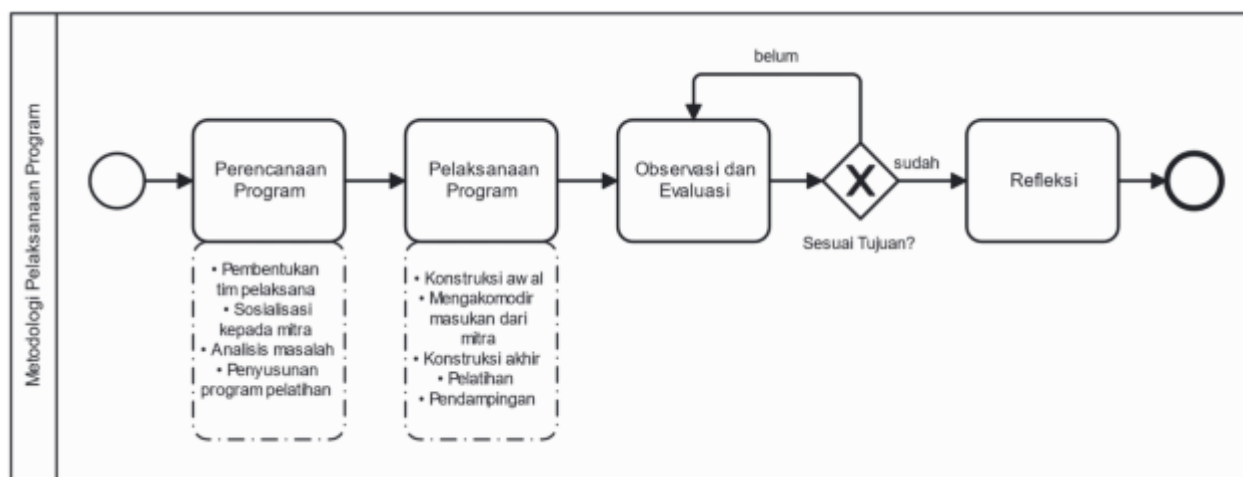 Metodologi Pelaksanaan Program
belum
Perencanaan
Program
Pelaksanaan
Program
Observasi dan
Evaluasi
X
sudah
Refleksi
Sesuai Tujuan?
• Pembentukan
tim pelaksana
• Sosialisasi
kepada mitra
• Analisis masalah
• Penyusunan
program pelatihan
• Konstruksi aw al
• Mengakomodir
masukan dari
mitra
• Konstruksi akhir
• Pelatihan
• Pendampingan